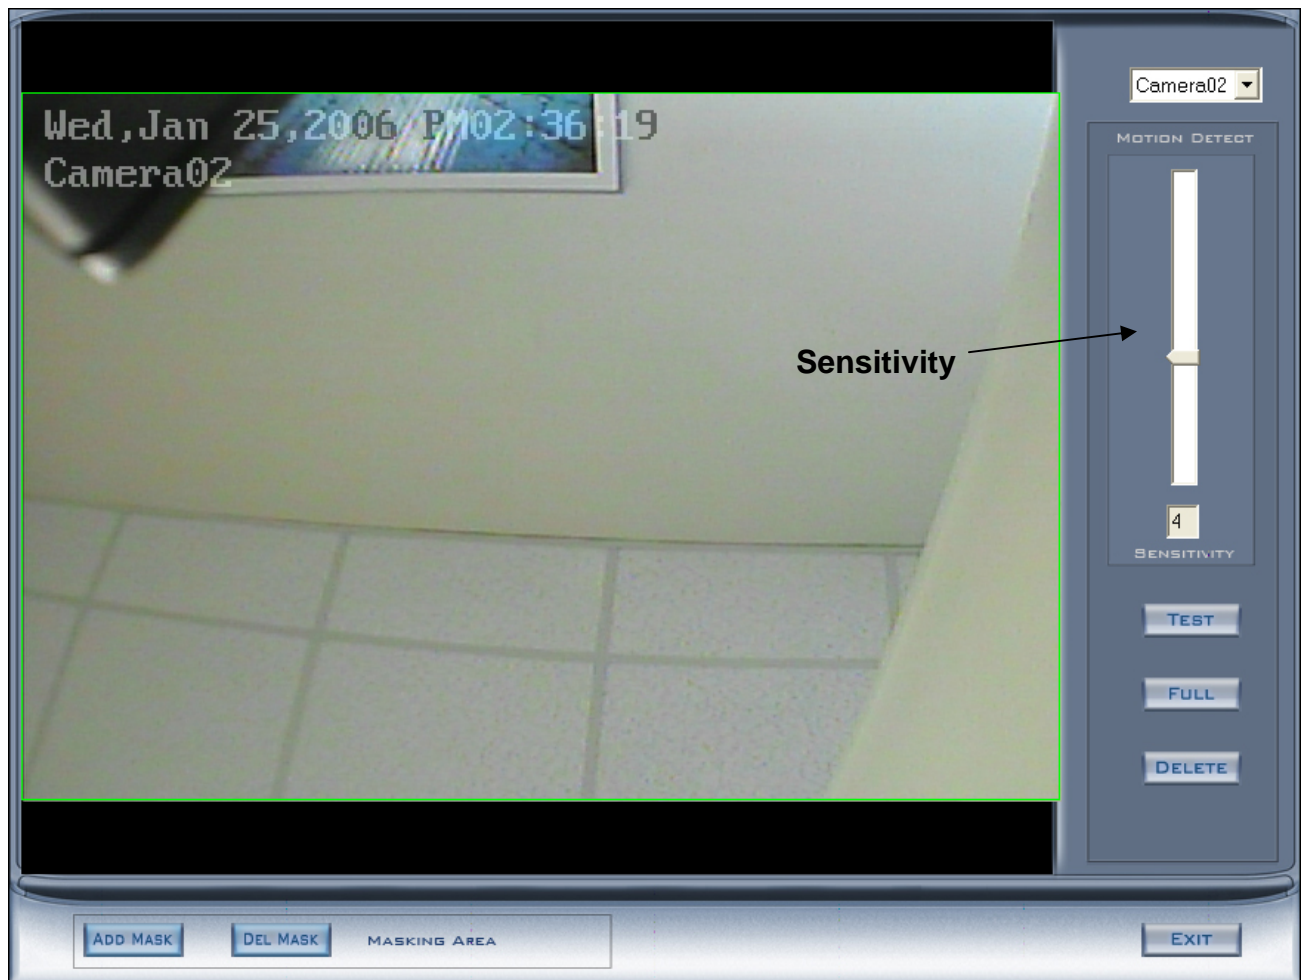 Camera02
Wed,Jan 25,2006 PM02:36:19
Camera02
MOTION DETECT
Sensitivity
4
SENSITIVITY
TEST
FULL
DELETE
ADD MASK
DEL MASK
MASKING AREA
EXIT